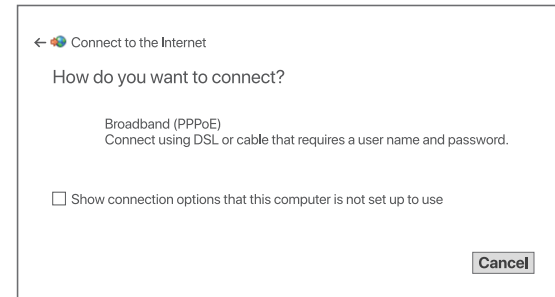 Connect to the Internet
How do you want to connect?
Broadband (PPPoE)
Connect using DSL or cable that requires a user name and password.
Show connection options that this computer is not set up to use
Cancel